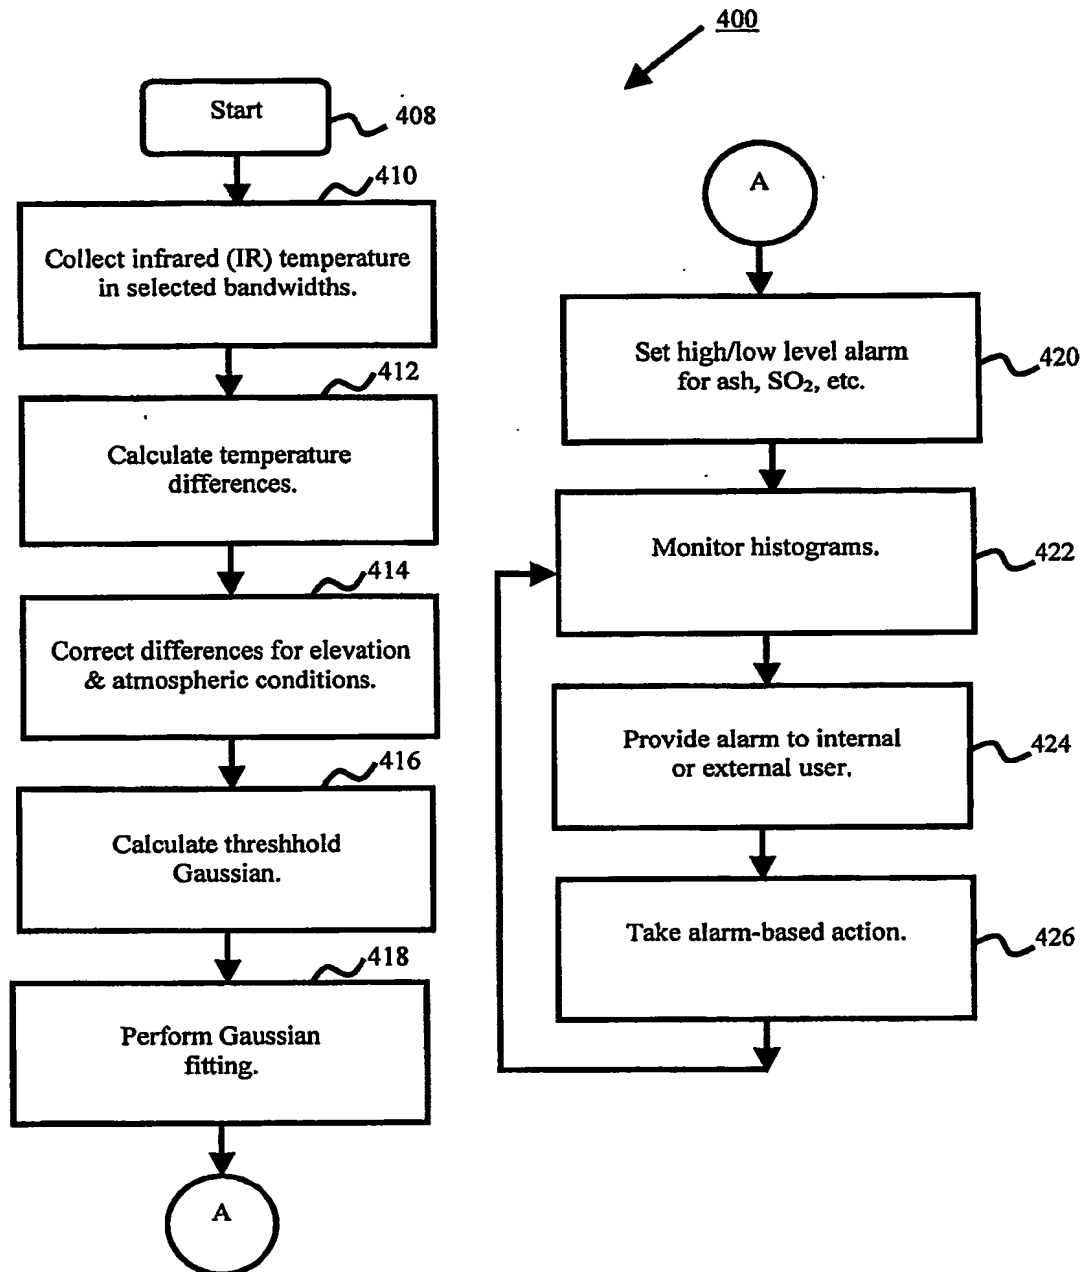 400
Start
408
410
Collect infrared (IR) temperature
in selected bandwidths.
412
Calculate temperature
differences.
414
Correct differences for elevation
& atmospheric conditions.
416
Calculate threshhold
Gaussian.
418
Perform Gaussian
fitting.
A
A
Set high/low level alarm
for ash, SO₂, etc.
420
Monitor histograms.
422
Provide alarm to internal
or external user.
424
Take alarm-based action.
426